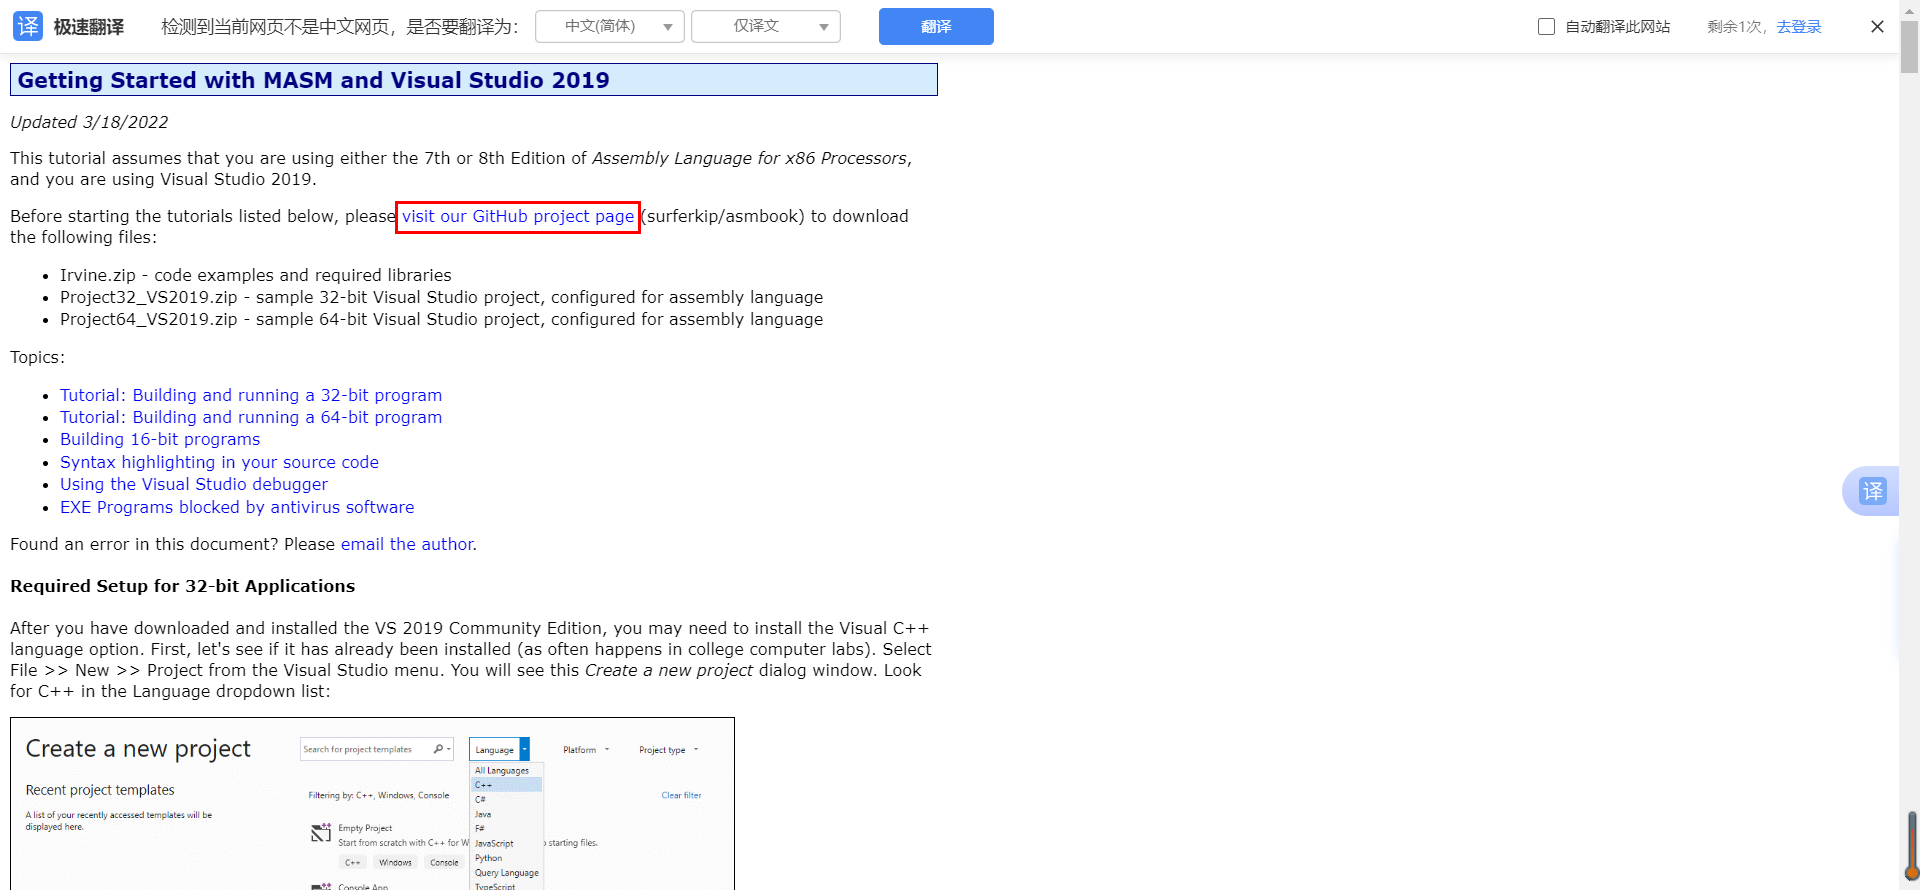 译 极速翻译 检测到当前网页不是中文网页，是否要翻译为： 中文(简体) 仅译文 翻译 自动翻译此网站 剩余1次，去登录
Getting Started with MASM and Visual Studio 2019
Updated 3/18/2022
This tutorial assumes that you are using either the 7th or 8th Edition of Assembly Language for x86 Processors,
and you are using Visual Studio 2019.
Before starting the tutorials listed below, please visit our GitHub project page (surferkip/asmbook) to download
the following files:
• Irvine.zip - code examples and required libraries
• Project32_VS2019.zip - sample 32-bit Visual Studio project, configured for assembly language
• Project64_VS2019.zip - sample 64-bit Visual Studio project, configured for assembly language
Topics:
• Tutorial: Building and running a 32-bit program
• Tutorial: Building and running a 64-bit program
• Building 16-bit programs
• Syntax highlighting in your source code
• Using the Visual Studio debugger
译
• EXE Programs blocked by antivirus software
Found an error in this document? Please email the author.
Required Setup for 32-bit Applications
After you have downloaded and installed the VS 2019 Community Edition, you may need to install the Visual C++
language option. First, let's see if it has already been installed (as often happens in college computer labs). Select
File >> New >> Project from the Visual Studio menu. You will see this Create a new project dialog window. Look
for C++ in the Language dropdown list:
Create a new project
Search for project templates
Language
Platform
Project type
Recent project templates
A list of your recently accessed templates will be
displayed here.
Filtering by: C++, Windows, Console
Clear filter
All Languages
C++
C#
Java
F#
JavaScript
Python
Query Language
TypeScript
Empty Project
Start from scratch with C++ for W
starting files.
C++ Windows Console
Console App